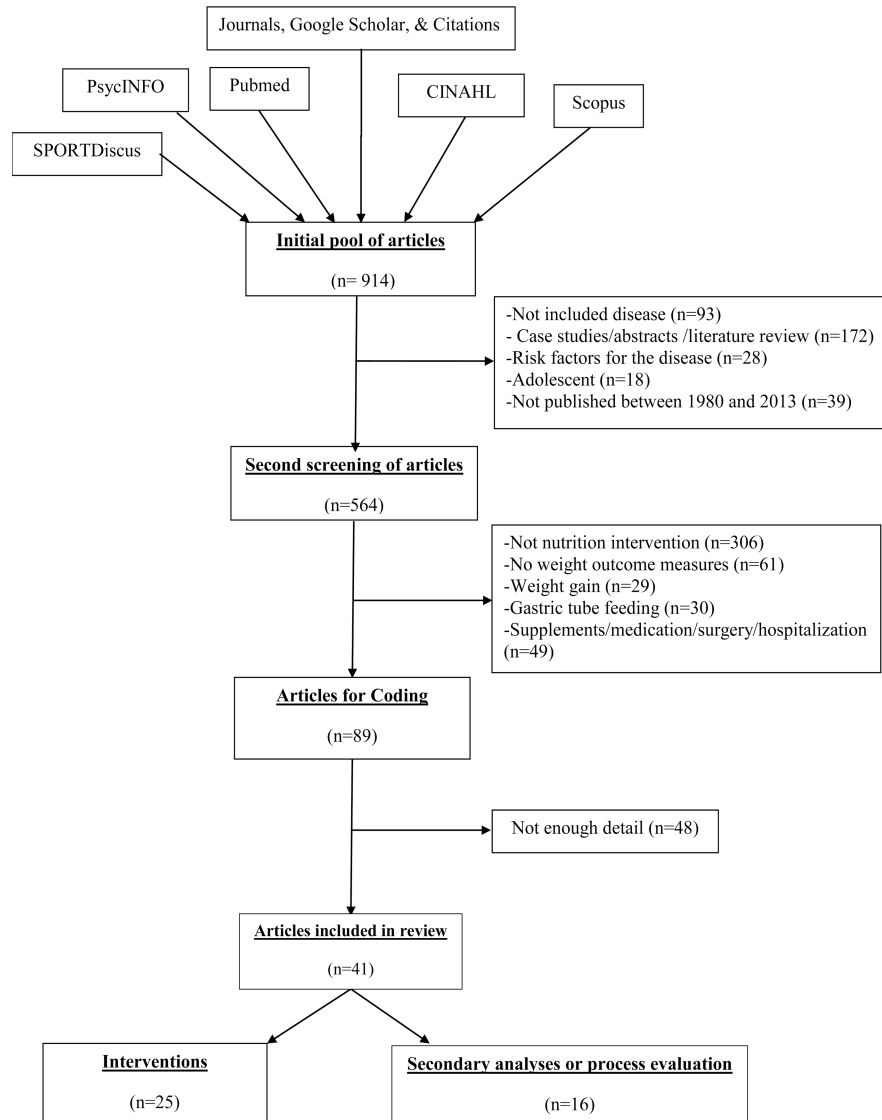 Journals, Google Scholar, & Citations
PsycINFO
Pubmed
CINAHL
Scopus
SPORTDiscus
Initial pool of articles
(n= 914)
-Not included disease (n=93)
- Case studies/abstracts /literature review (n=172)
-Risk factors for the disease (n=28)
-Adolescent (n=18)
-Not published between 1980 and 2013 (n=39)
Second screening of articles
(n=564)
-Not nutrition intervention (n=306)
-No weight outcome measures (n=61)
-Weight gain (n=29)
-Gastric tube feeding (n=30)
-Supplements/medication/surgery/hospitalization
(n=49)
Articles for Coding
(n=89)
Not enough detail (n=48)
Articles included in review
(n=41)
Interventions
(n=25)
Secondary analyses or process evaluation
(n=16)